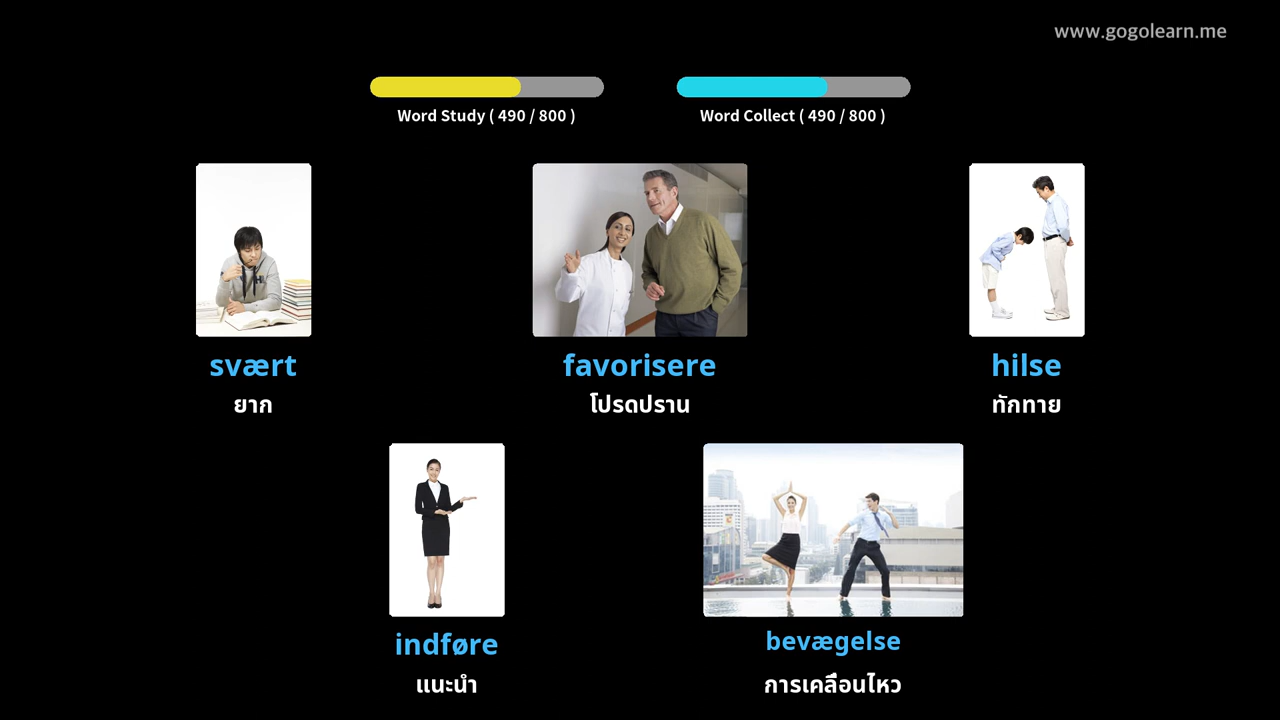 www.gogolearn.me
Word Study ( 490 / 800 )
Word Collect ( 490 / 800 )
svært
ยาก
favorisere
โปรดปราน
hilse
ทักทาย
indføre
แนะนำ
bevægelse
การเคลื่อนไหว